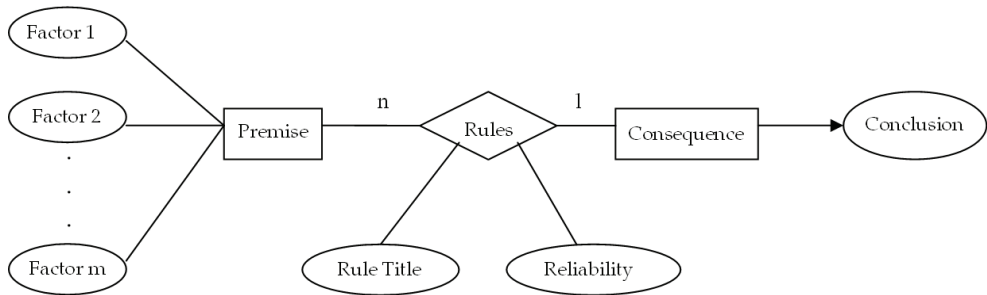 Factor 1
Factor 2
.
.
.
Factor m
Premise
n
Rules
1
Consequence
Conclusion
Rule Title
Reliability